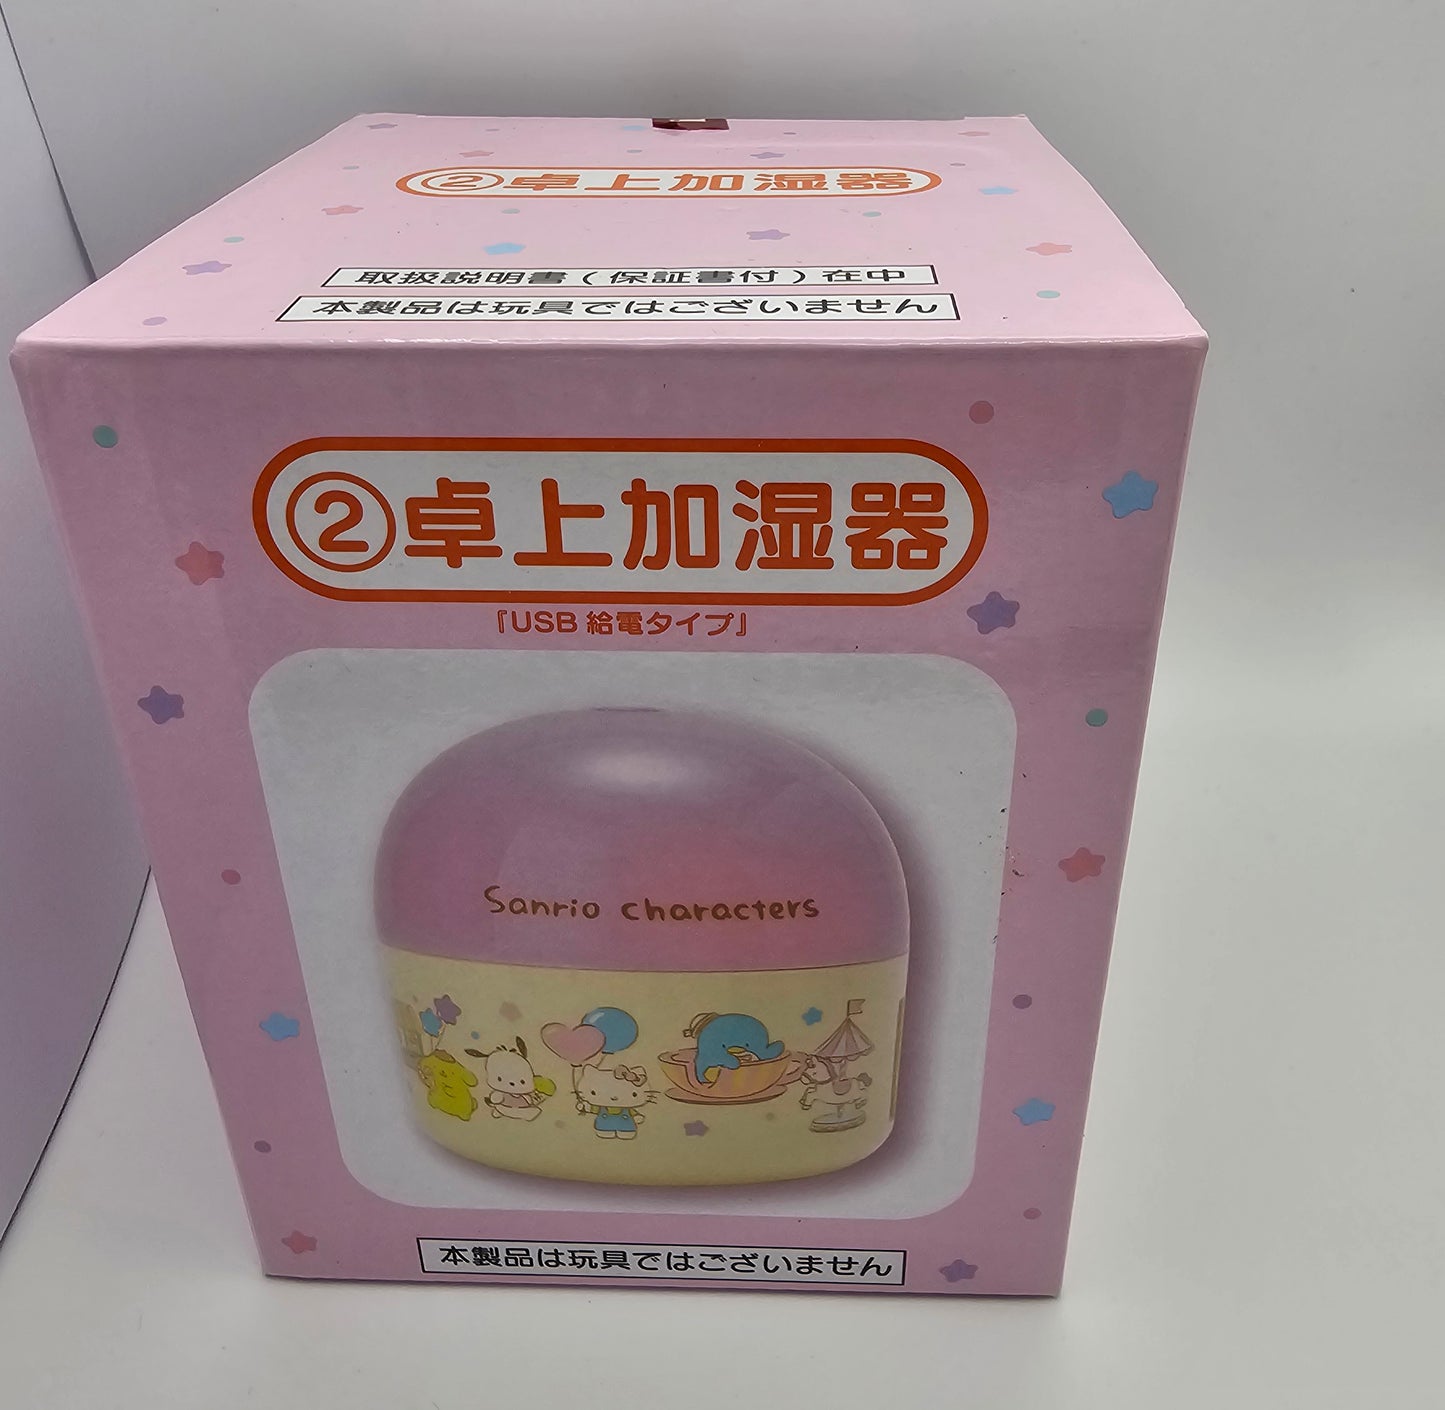 ②卓上加湿器
取扱説明書(保証書付)在中
本製品は玩具ではございません
②卓上加湿器
『USB給電タイプ』
Sanrio characters
本製品は玩具ではございません